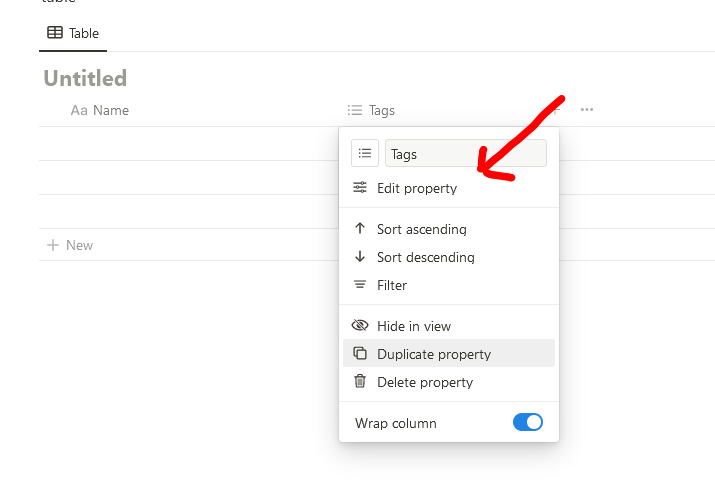 Table
Untitled
Aa Name
Tags
Tags
Edit property
Sort ascending
Sort descending
Filter
Hide in view
Duplicate property
Delete property
Wrap column
New